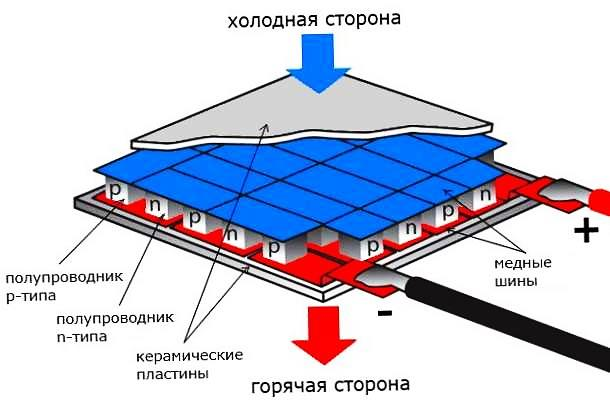 холодная сторона
p
n
p
n
p
p
n
p
n
+
полупроводник
p-типа
медные
шины
полупроводник
n-типа
-
керамические
пластины
горячая сторона